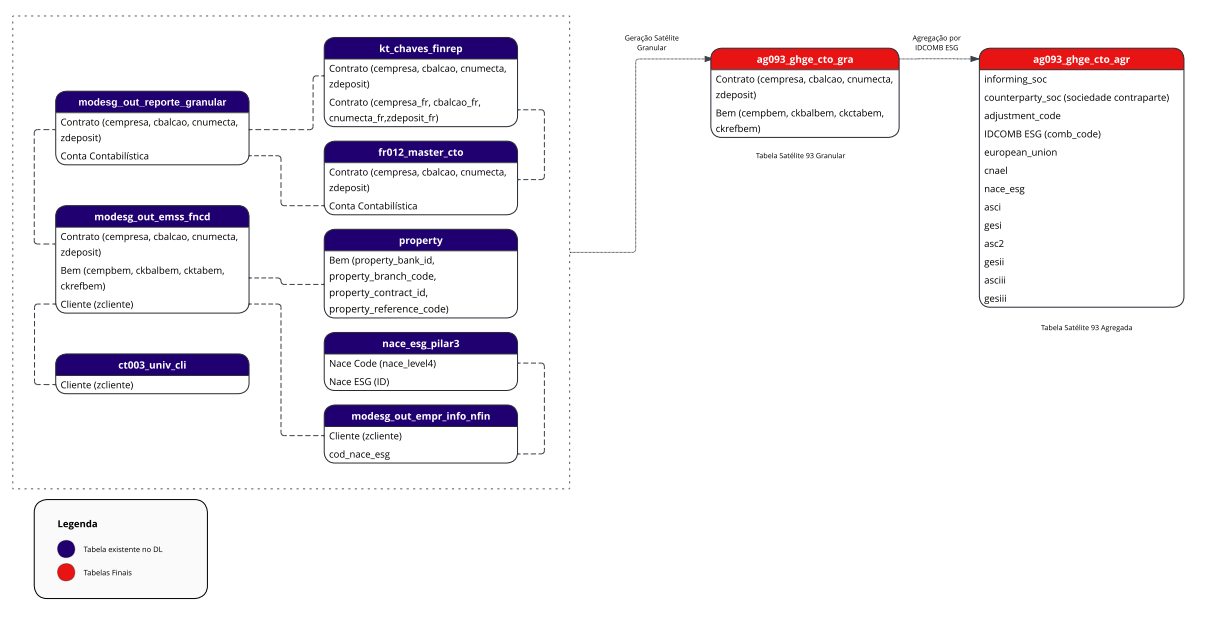 kt_chaves_finrep
Contrato (cempresa, cbalcao, cnumecta,
zdeposit)
Contrato (cempresa_fr, cbalcao_fr,
cnumecta_fr,zdeposit_fr)
modesg_out_reporte_granular
Contrato (cempresa, cbalcao, cnumecta,
zdeposit)
Conta Contabilística
fr012_master_cto
Contrato (cempresa, cbalcao, cnumecta,
zdeposit)
Conta Contabilística
modesg_out_emss_fncd
Contrato (cempresa, cbalcao, cnumecta,
zdeposit)
Bem (cempbem, ckbalbem, cktabem,
ckrefbem)
Cliente (zcliente)
property
Bem (property_bank_id,
property_branch_code,
property_contract_id,
property_reference_code)
ct003_univ_cli
Cliente (zcliente)
nace_esg_pilar3
Nace Code (nace_level4)
Nace ESG (ID)
modesg_out_empr_info_nfin
Cliente (zcliente)
cod_nace_esg
Geração Satélite
Granular
ag093_ghge_cto_gra
Contrato (cempresa, cbalcao, cnumecta,
zdeposit)
Bem (cempbem, ckbalbem, ckctabem,
ckrefbem)
Tabela Satélite 93 Granular
Agregação por
IDCOMB ESG
ag093_ghge_cto_agr
informing_soc
counterparty_soc (sociedade contraparte)
adjustment_code
IDCOMB ESG (comb_code)
european_union
cnael
nace_esg
asci
gesi
asc2
gesii
asciii
gesiii
Tabela Satélite 93 Agregada
Legenda
Tabela existente no DL
Tabelas Finais